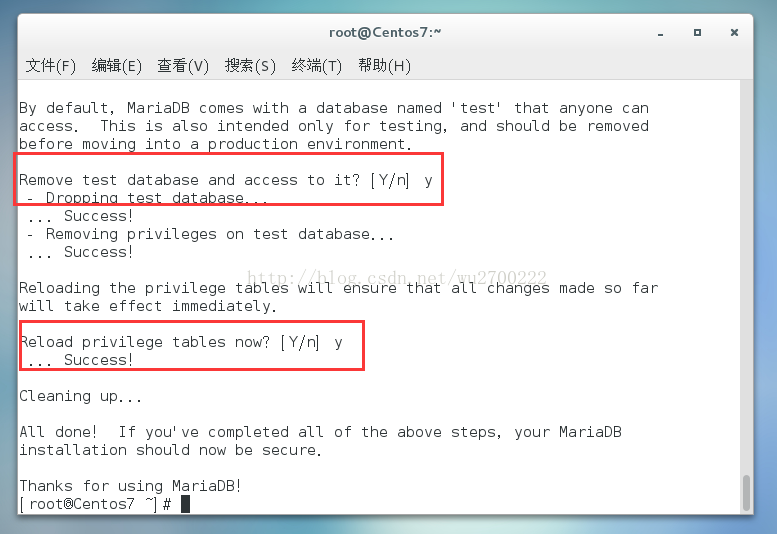 root@Centos7:~
文件(F) 编辑(E) 查看(V) 搜索(S) 终端(T) 帮助(H)
By default, MariaDB comes with a database named 'test' that anyone can
access.  This is also intended only for testing, and should be removed
before moving into a production environment.
Remove test database and access to it? [Y/n] y
 - Dropping test database...
 ... Success!
 - Removing privileges on test database...
 ... Success!
http://blog.csdn.net/wu2700222
Reloading the privilege tables will ensure that all changes made so far
will take effect immediately.
Reload privilege tables now? [Y/n] y
 ... Success!
Cleaning up...
All done!  If you've completed all of the above steps, your MariaDB
installation should now be secure.
Thanks for using MariaDB!
[root@Centos7 ~]#